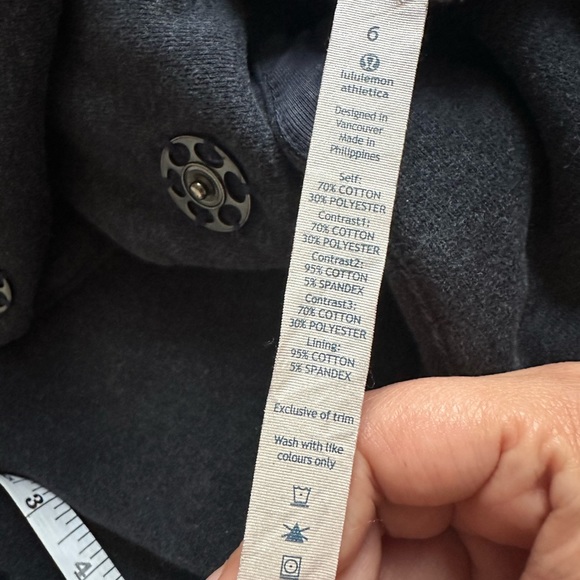 6
lululemon
athletica
Designed in
Vancouver
Made in
Philippines
Self:
70% COTTON
30% POLYESTER
Contrast1:
70% COTTON
30% POLYESTER
Contrast2:
95% COTTON
5% SPANDEX
Contrast3:
70% COTTON
30% POLYESTER
Lining:
95% COTTON
5% SPANDEX
Exclusive of trim
Wash with like
colours only
3
4